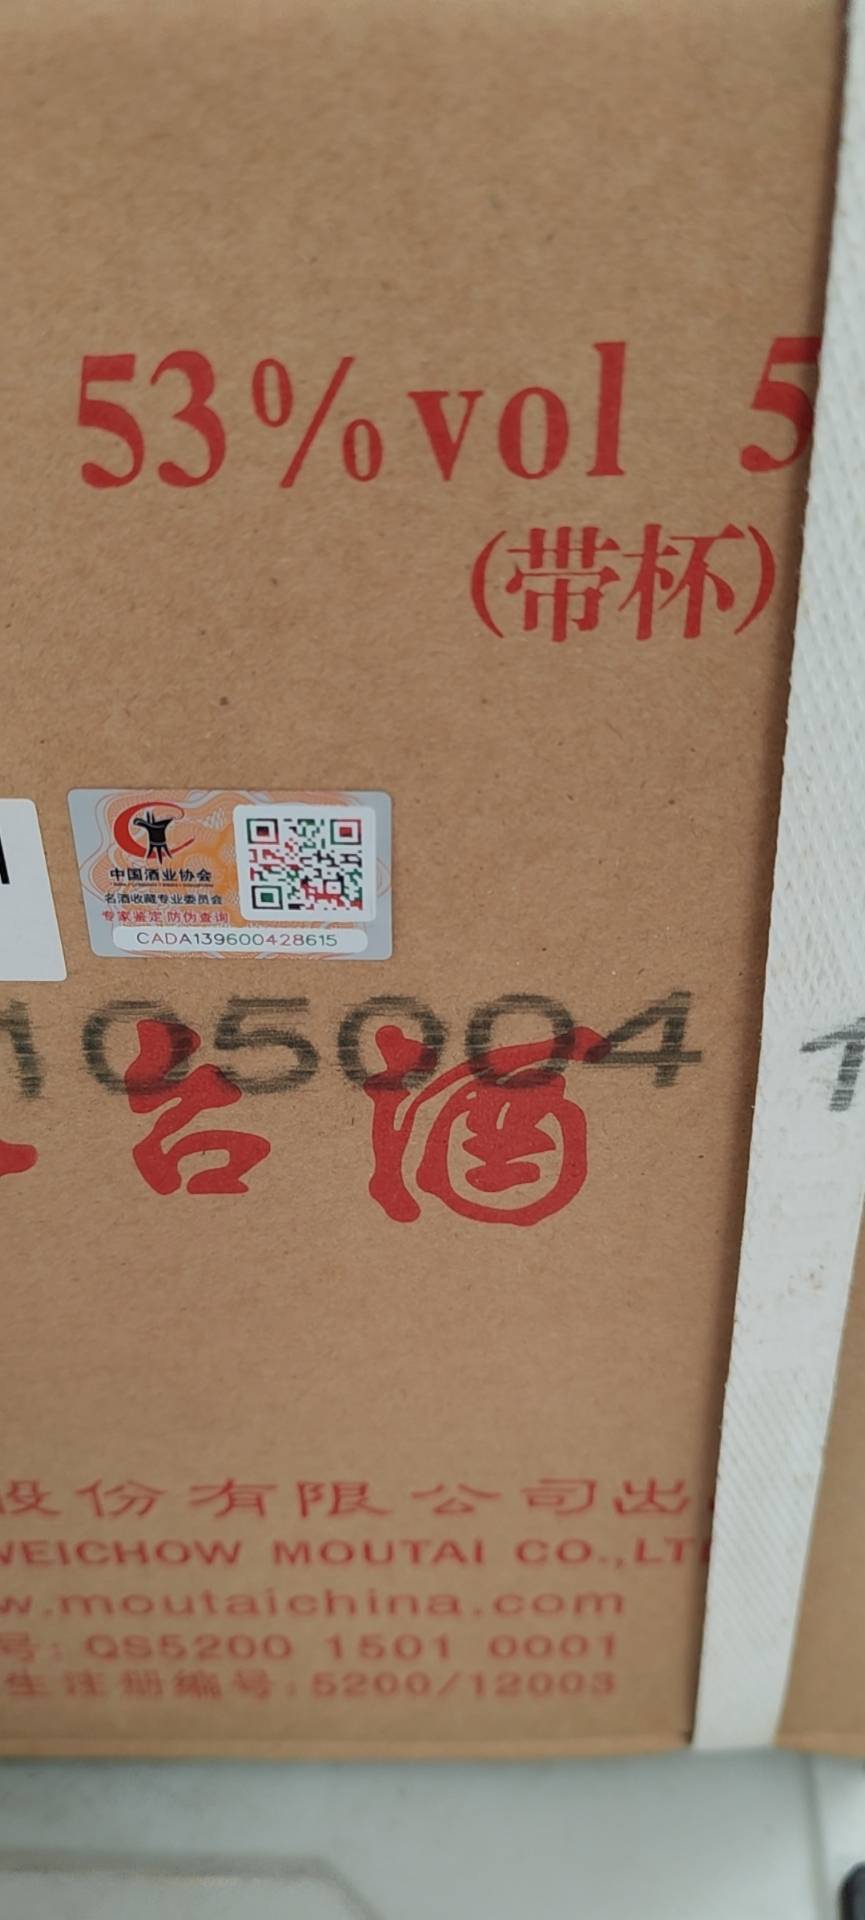 53%vol 5
(带杯)
中国酒业协会
名酒收藏专业委员会
专家鉴定 防伪查询
CADA139600428615
105004 1
台酒
股份有限公司出
WEICHOW MOUTAI CO.,LT
w.moutaichina.com
号: QS5200 1501 0001
生注册编号:5200/12003